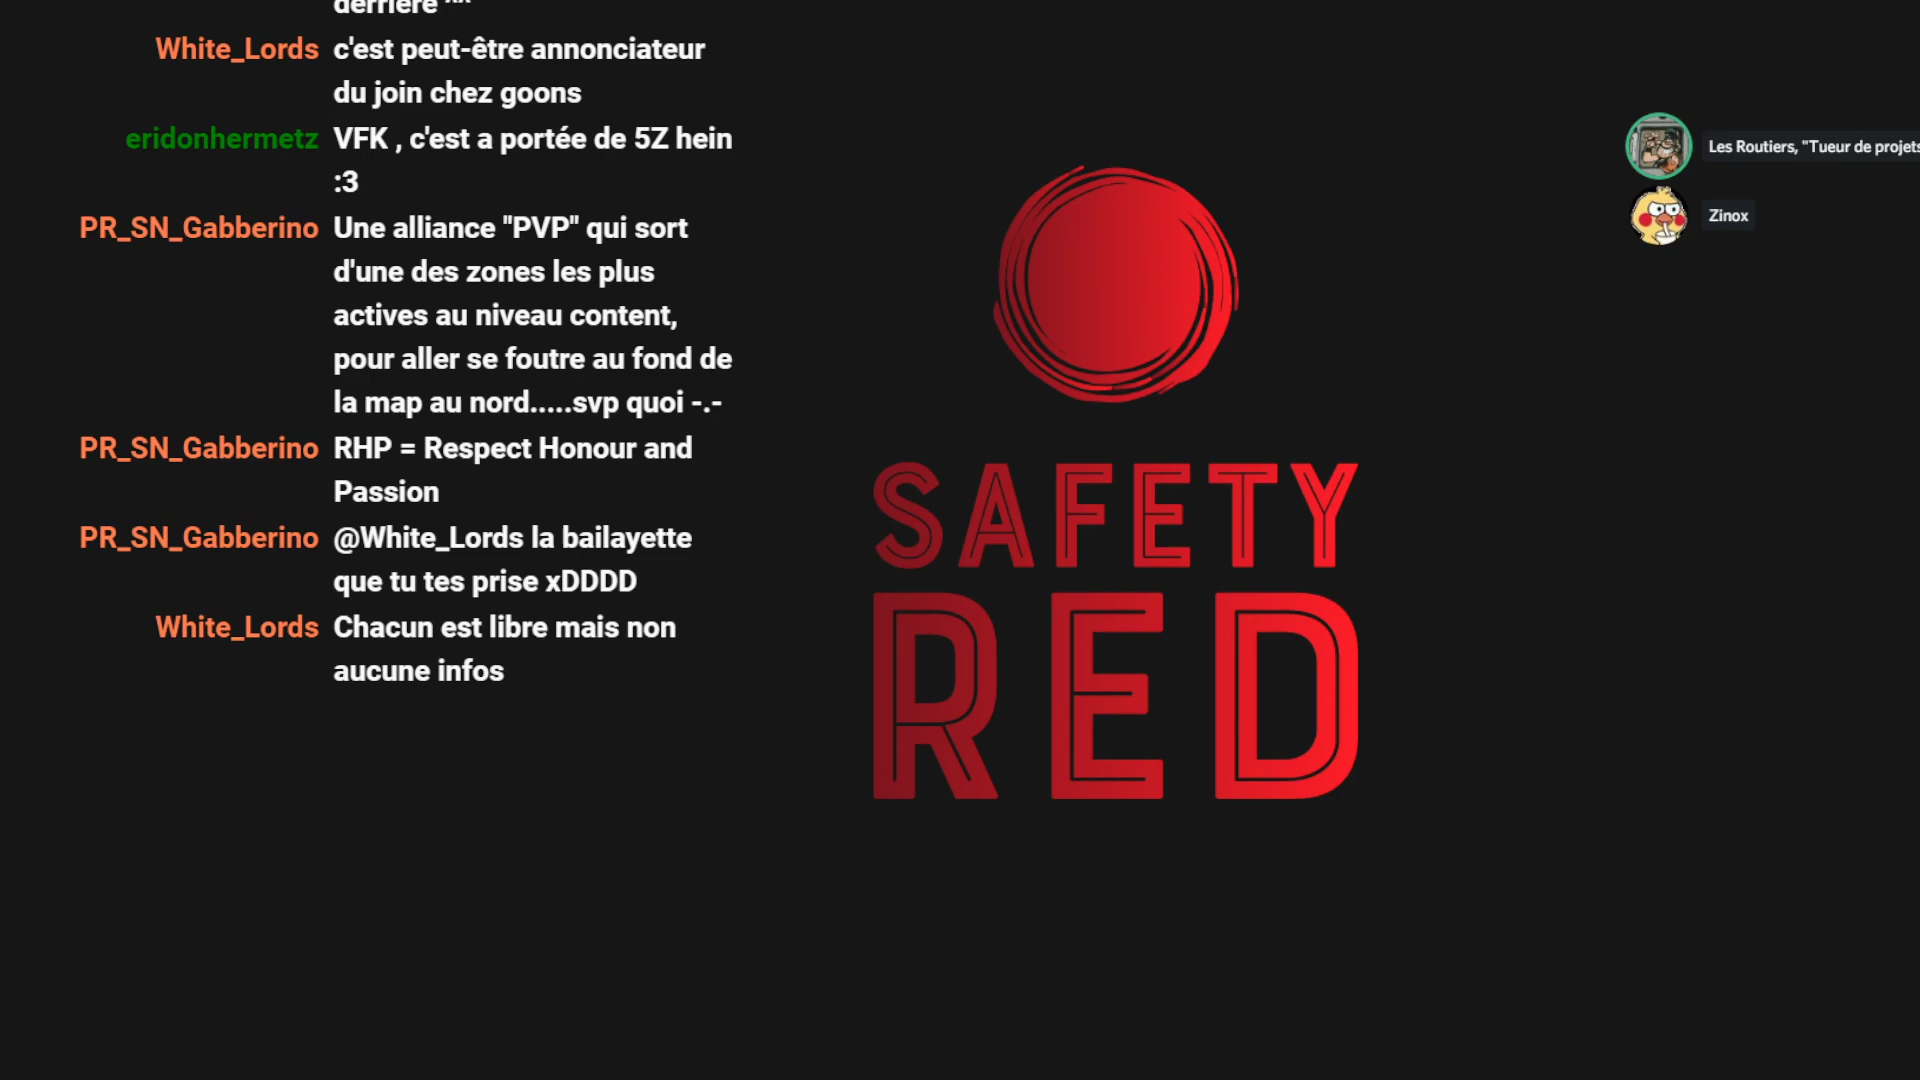 derrière ^^
White_Lords c'est peut-être annonciateur
du join chez goons
eridonhermetz VFK , c'est a portée de 5Z hein
:3
PR_SN_Gabberino Une alliance "PVP" qui sort
d'une des zones les plus
actives au niveau content,
pour aller se foutre au fond de
la map au nord.....svp quoi -.-
PR_SN_Gabberino RHP = Respect Honour and
Passion
PR_SN_Gabberino @White_Lords la bailayette
que tu tes prise xDDDD
White_Lords Chacun est libre mais non
aucune infos
SAFETY
RED
Les Routiers, "Tueur de projets
Zinox